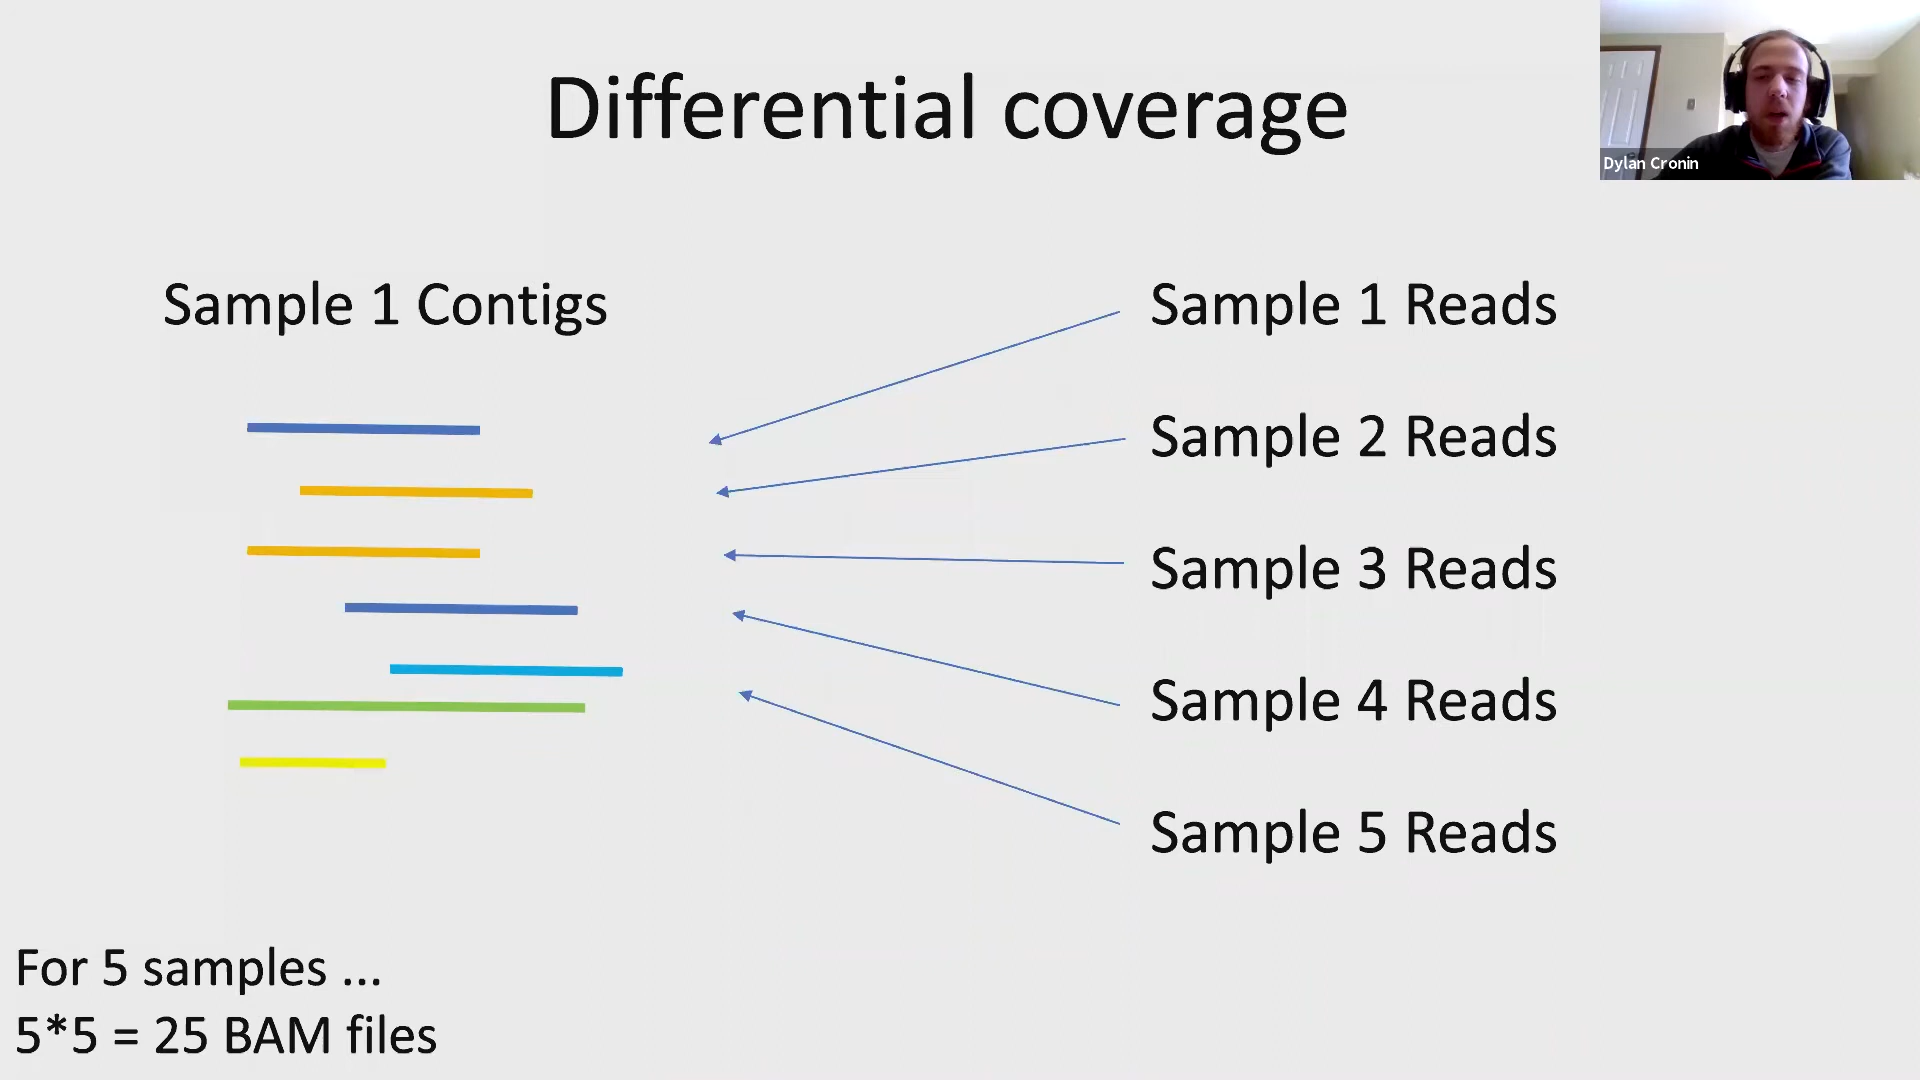 Differential coverage
Dylan Cronin
Sample 1 Contigs
Sample 1 Reads
Sample 2 Reads
Sample 3 Reads
Sample 4 Reads
Sample 5 Reads
For 5 samples ...
5*5 = 25 BAM files